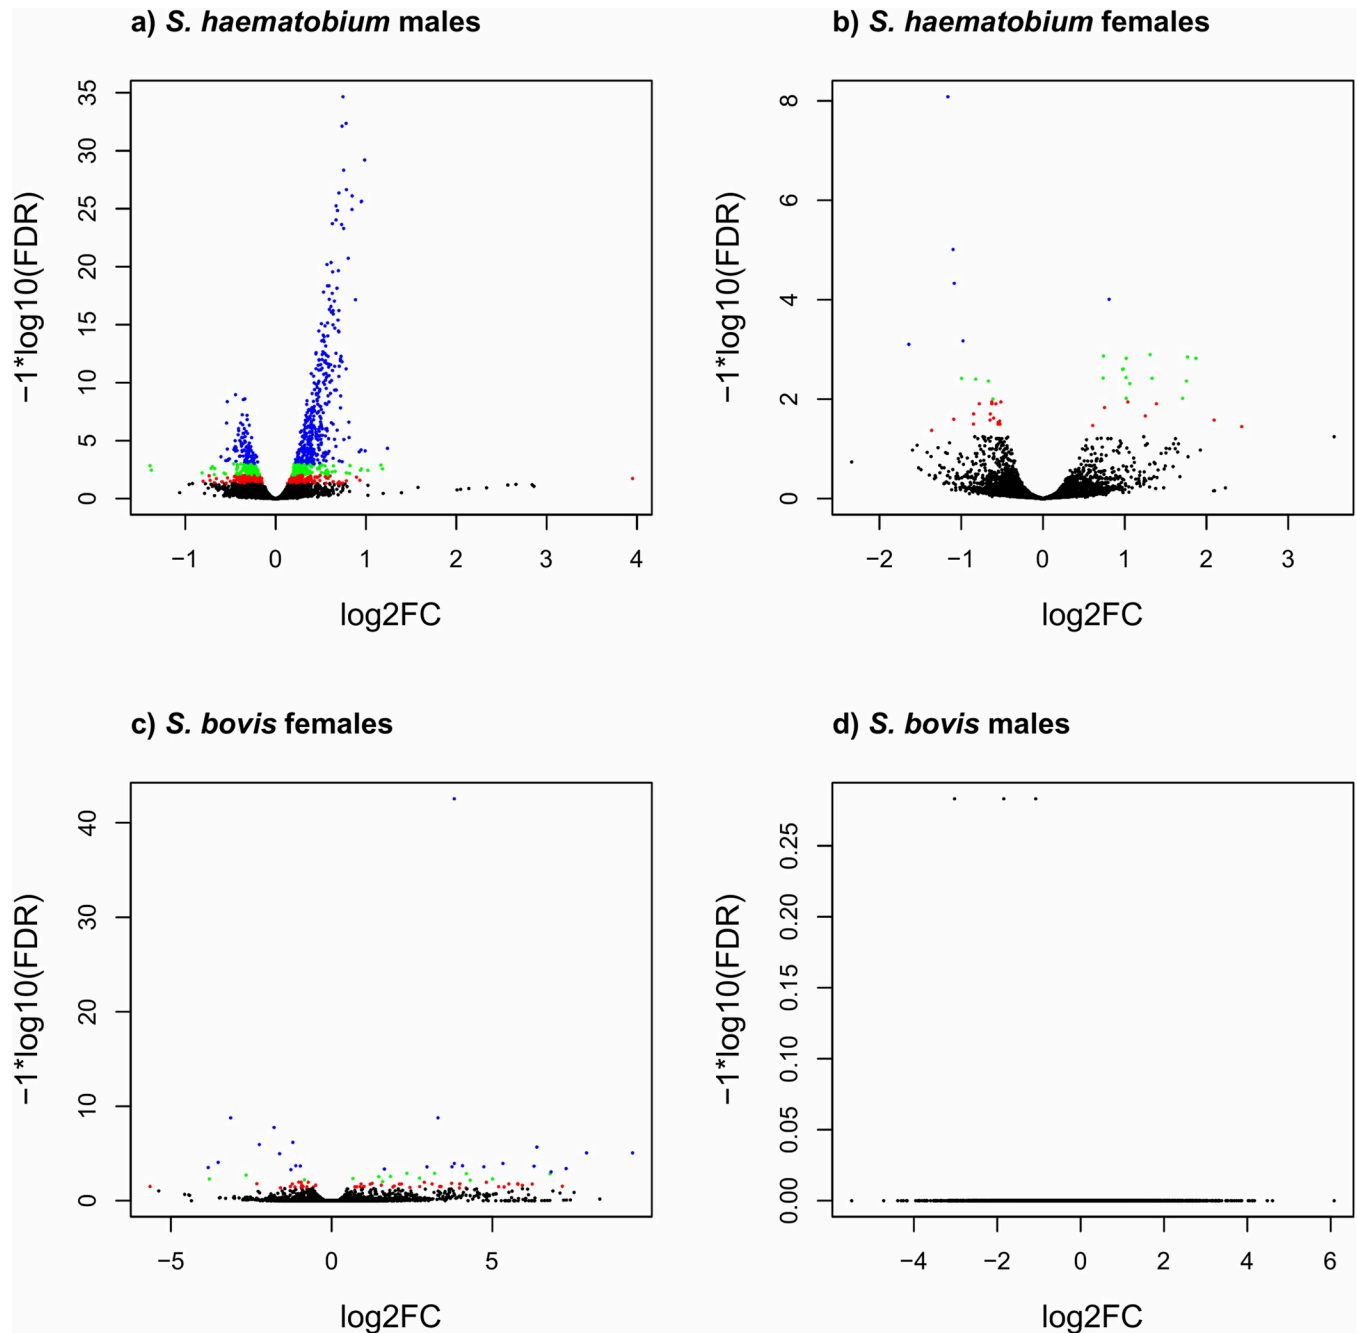 a) S. haematobium males
35
30
25
20
15
10
5
0
−1*log10(FDR)
−1 0 1 2 3 4
log2FC
b) S. haematobium females
8
6
4
2
0
−1*log10(FDR)
−2 −1 0 1 2 3
log2FC
c) S. bovis females
40
30
20
10
0
−1*log10(FDR)
−5 0 5
log2FC
d) S. bovis males
0.25
0.20
0.15
0.10
0.05
0.00
−1*log10(FDR)
−4 −2 0 2 4 6
log2FC